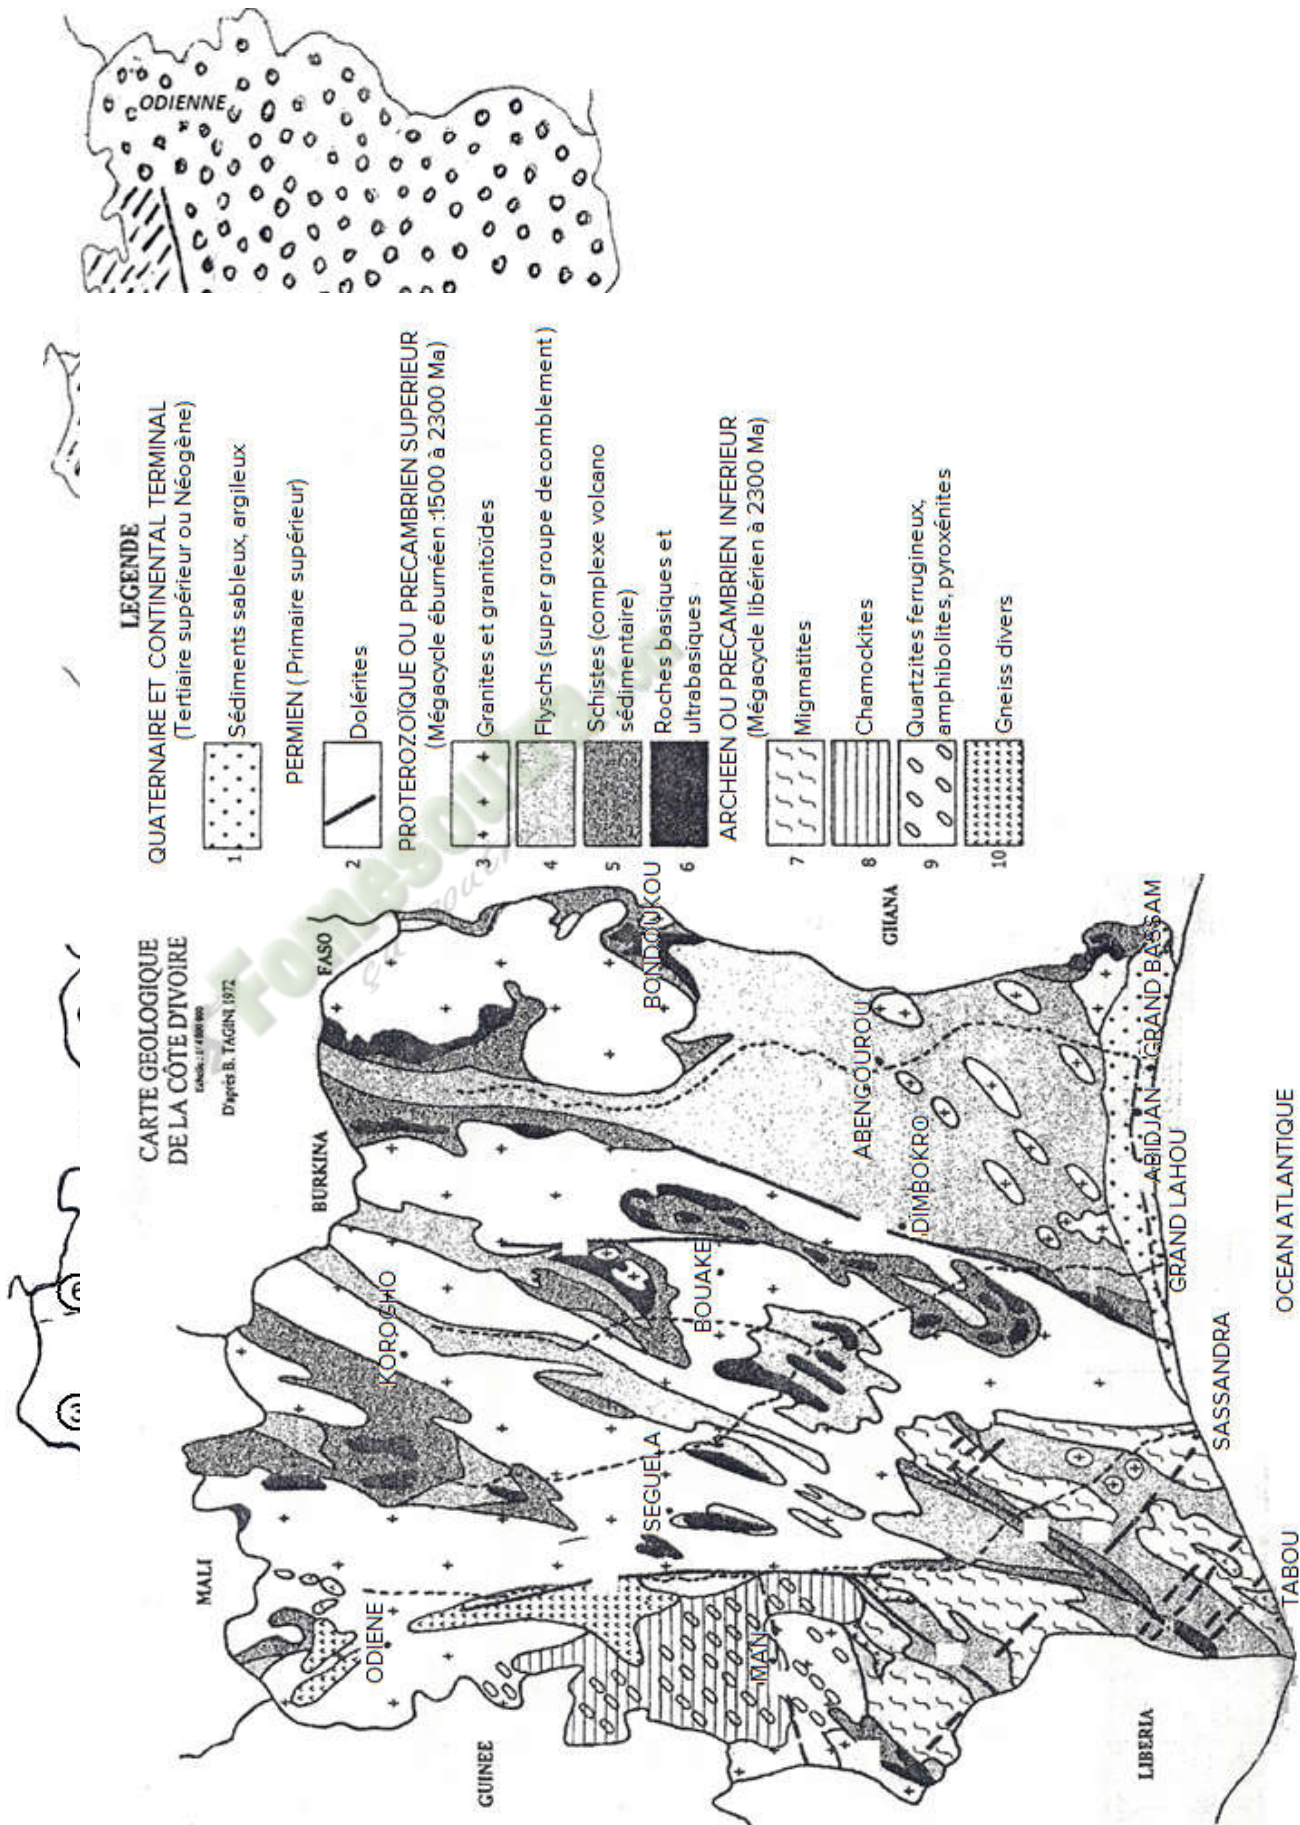 ODIENNE
CARTE GEOLOGIQUE
DE LA CÔTE D'IVOIRE
D'après B. TAGINI 1972
MALI
BURKINA
FASO
GUINEE
LIBERIA
GHANA
ODIENE
KOROGHO
SEGUELA
BOUAKE
BONDOUKOU
MAN
ABENGOUROU
DIMBOKRO
ABIDJAN
GRAND BASSAM
GRAND LAHOU
SASSANDRA
TABOU
OCEAN ATLANTIQUE
LEGENDE
QUATERNAIRE ET CONTINENTAL TERMINAL
(Tertiaire supérieur ou Néogène)
1 Sédiments sableux, argileux
PERMIEN ( Primaire supérieur)
2 Dolérites
PROTEROZOÏQUE OU PRECAMBRIEN SUPERIEUR
(Mégacycle éburnéen :1500 à 2300 Ma)
3 Granites et granitoïdes
4 Flyschs (super groupe de comblement )
5 Schistes (complexe volcano
sédimentaire)
6 Roches basiques et
ultrabasiques
ARCHEEN OU PRECAMBRIEN INFERIEUR
(Mégacycle libérien à 2300 Ma)
7 Migmatites
8 Chamockites
9 Quartzites ferrugineux,
amphibolites, pyroxénites
10 Gneiss divers
Fomesoutra.com